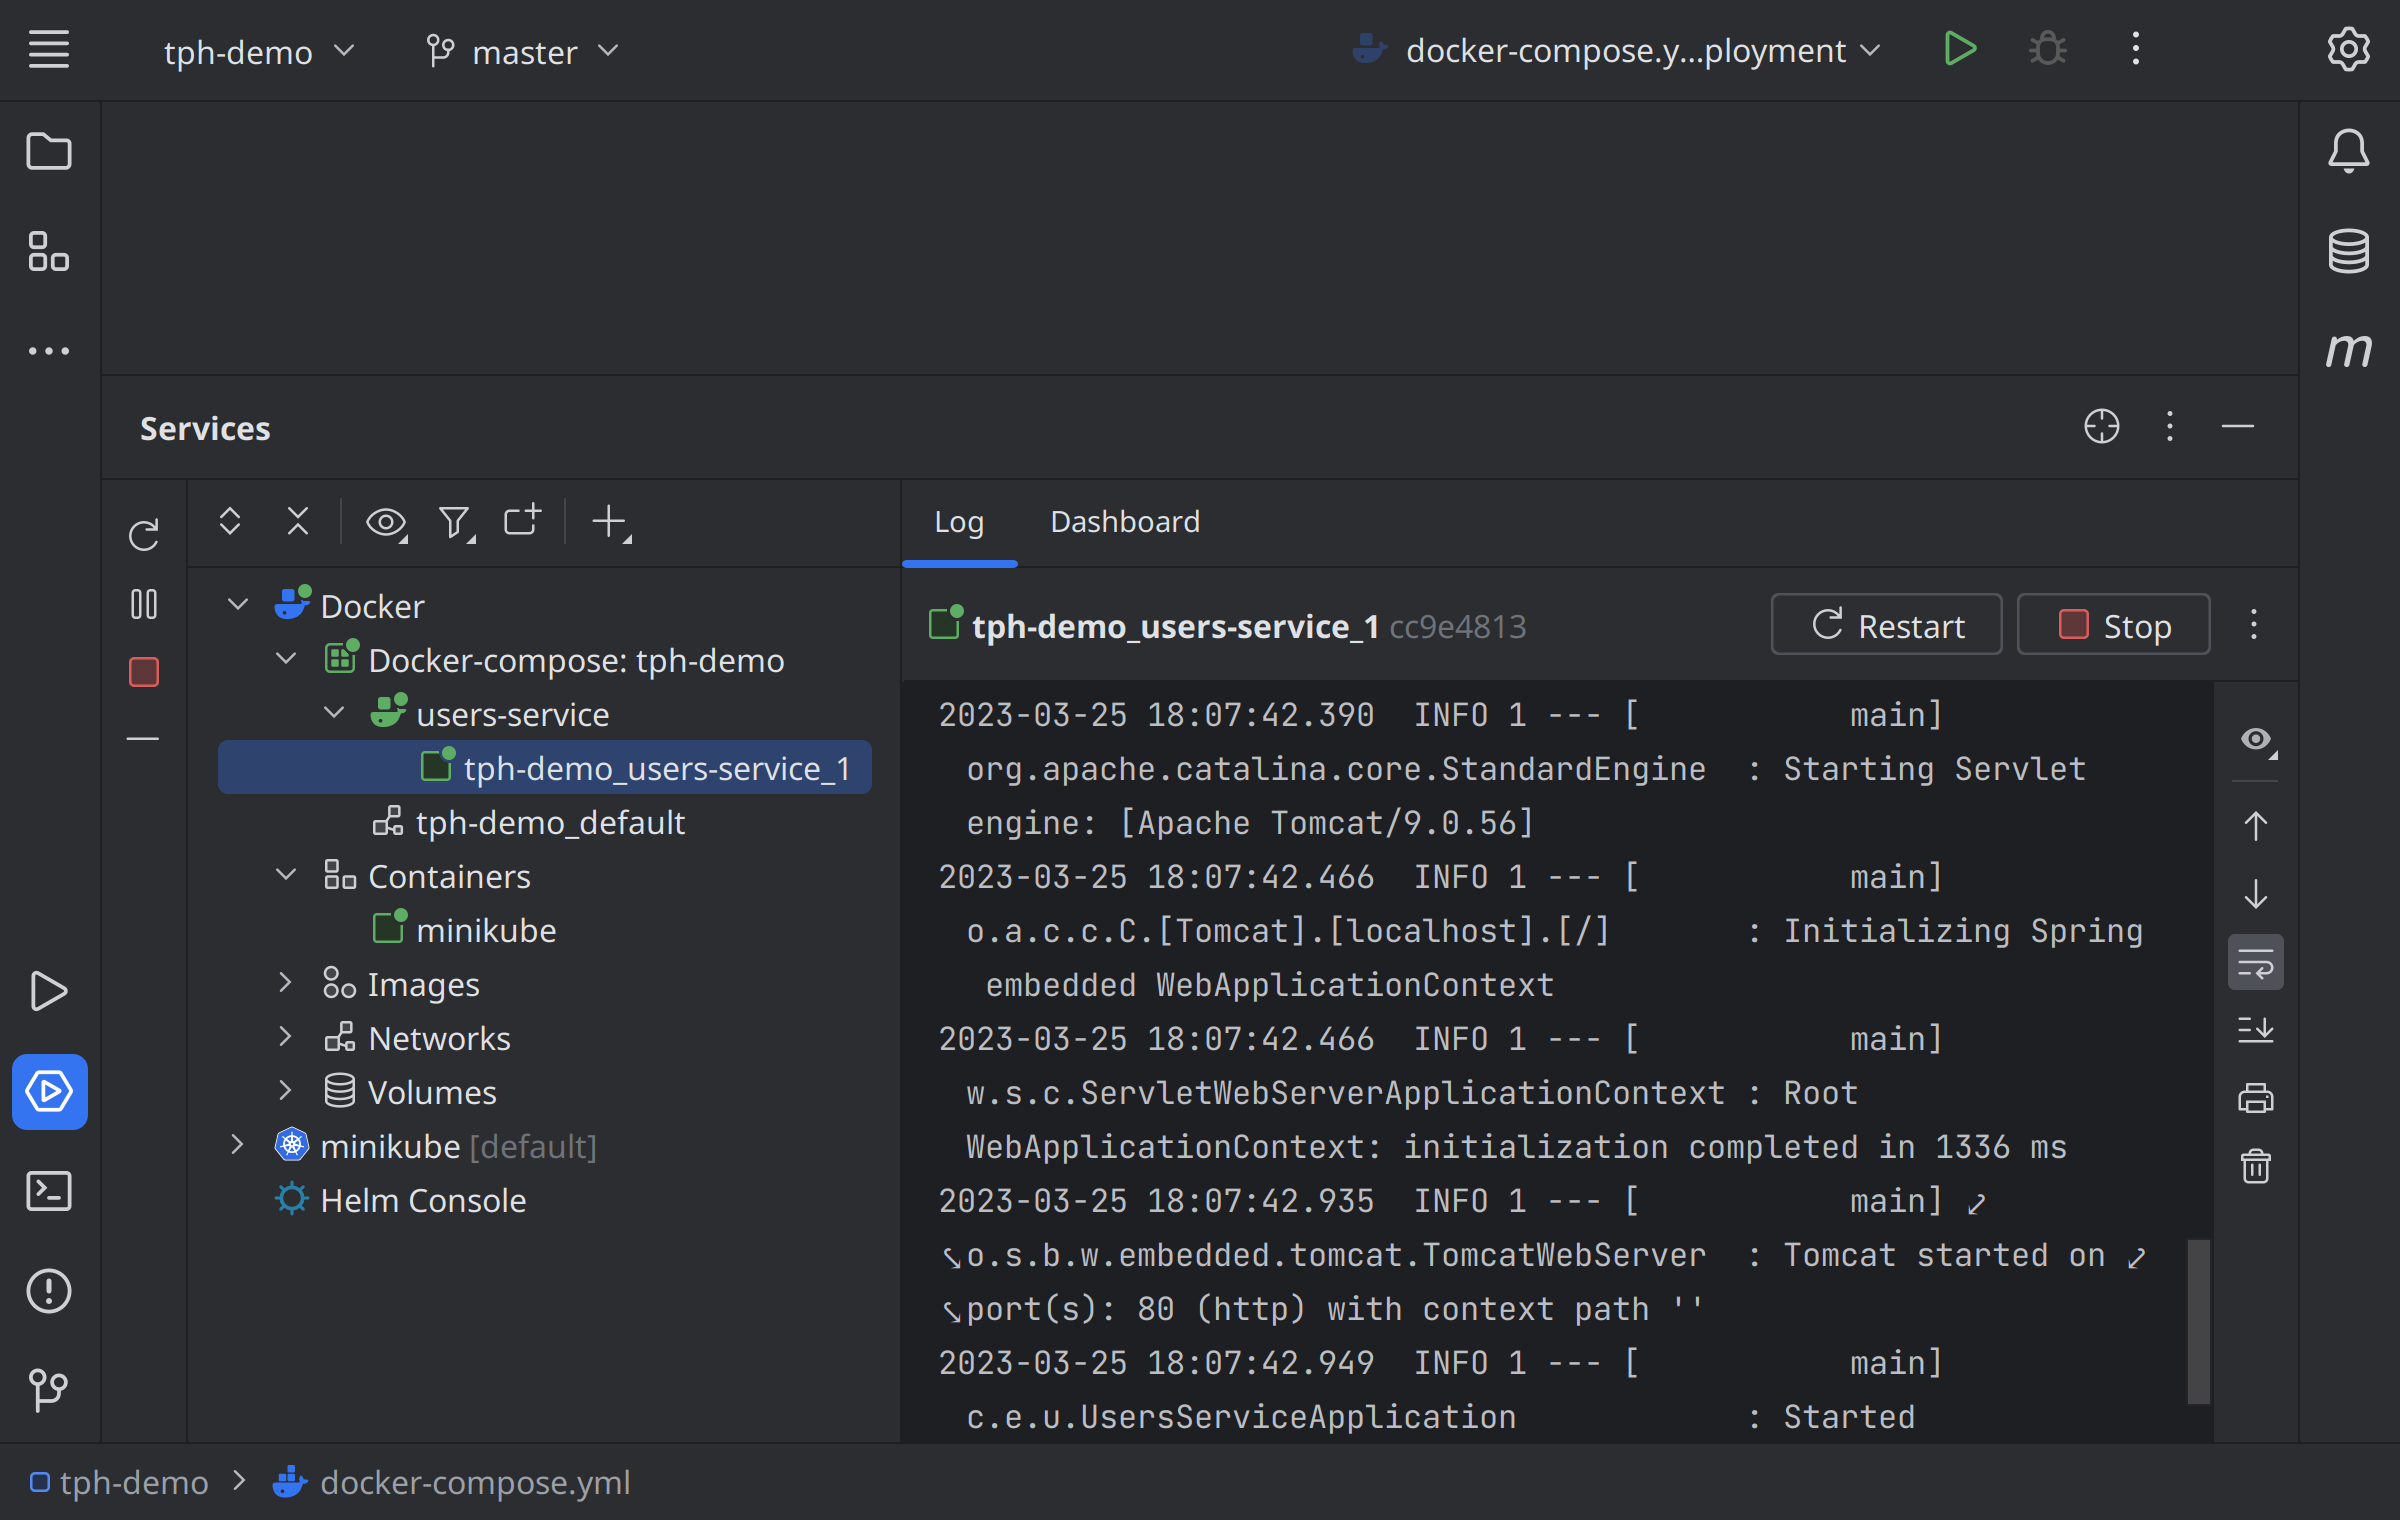 tph-demo master docker-compose.y...ployment
m
Services
Log Dashboard
Docker
Docker-compose: tph-demo
users-service
tph-demo_users-service_1
tph-demo_default
Containers
minikube
Images
Networks
Volumes
minikube [default]
Helm Console
tph-demo_users-service_1 cc9e4813 Restart Stop
2023-03-25 18:07:42.390  INFO 1 --- [           main]
org.apache.catalina.core.StandardEngine  : Starting Servlet
engine: [Apache Tomcat/9.0.56]
2023-03-25 18:07:42.466  INFO 1 --- [           main]
o.a.c.c.C.[Tomcat].[localhost].[/]       : Initializing Spring
embedded WebApplicationContext
2023-03-25 18:07:42.466  INFO 1 --- [           main]
w.s.c.ServletWebServerApplicationContext : Root
WebApplicationContext: initialization completed in 1336 ms
2023-03-25 18:07:42.935  INFO 1 --- [           main]
o.s.b.w.embedded.tomcat.TomcatWebServer  : Tomcat started on
port(s): 80 (http) with context path ''
2023-03-25 18:07:42.949  INFO 1 --- [           main]
c.e.u.UsersServiceApplication            : Started
tph-demo > docker-compose.yml